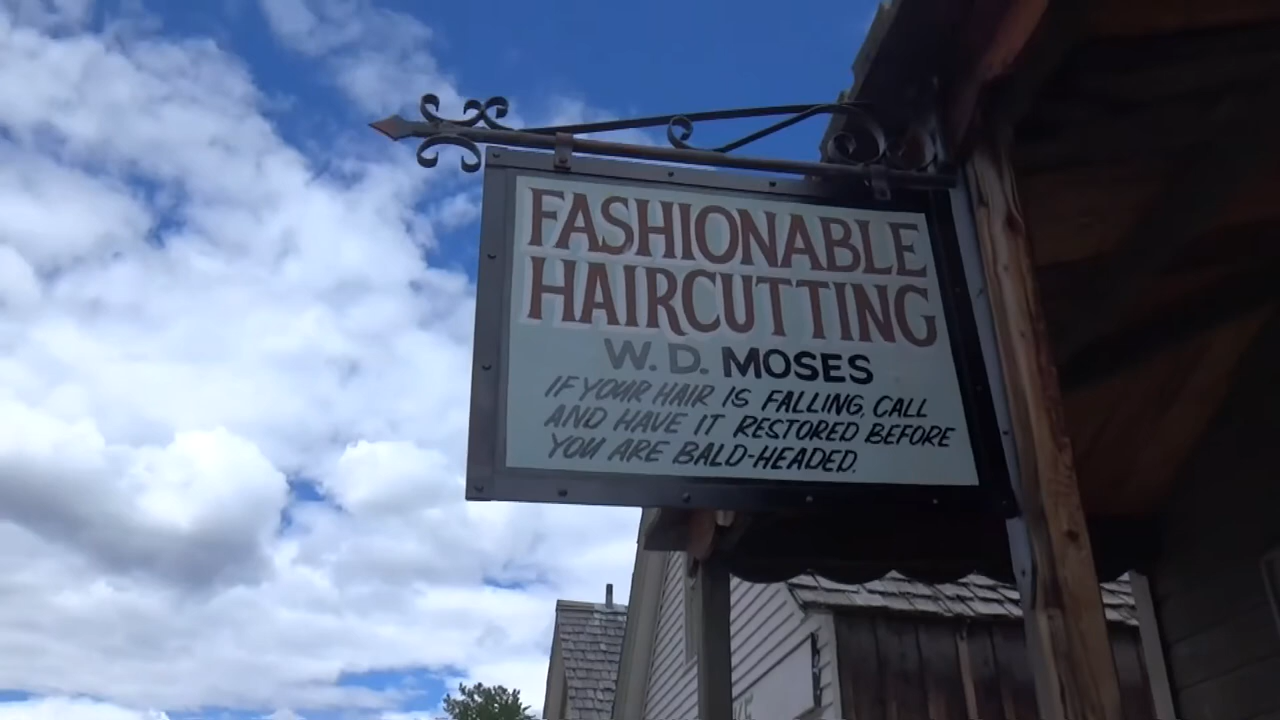 FASHIONABLE
HAIRCUTTING
W. D. MOSES
IF YOUR HAIR IS FALLING, CALL
AND HAVE IT RESTORED BEFORE
YOU ARE BALD-HEADED.